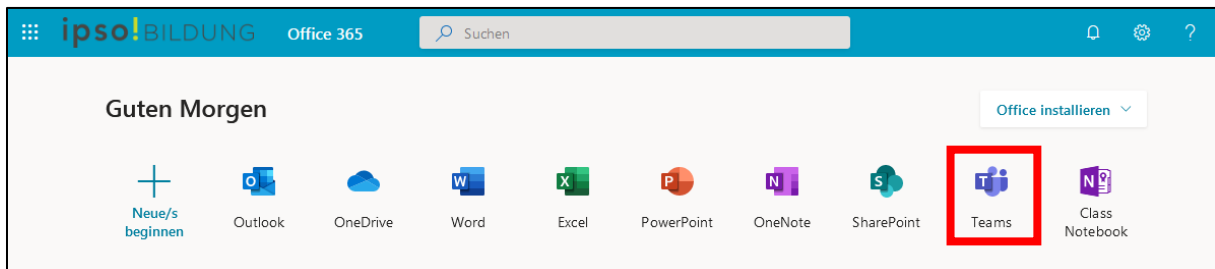 ipso!BILDUNG Office 365 Suchen ?
Guten Morgen Office installieren
Neue/s beginnen
Outlook
OneDrive
Word
Excel
PowerPoint
OneNote
SharePoint
Teams
Class Notebook